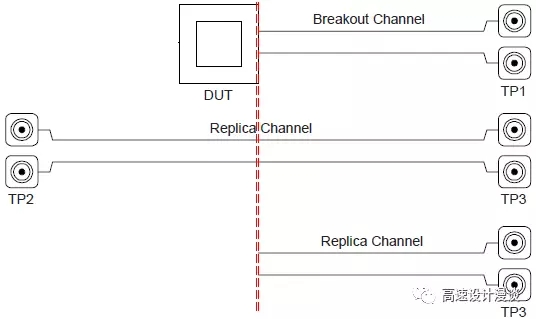 Breakout Channel
DUT
TP1
Replica Channel
TP2
TP3
Replica Channel
高速设计漫谈
TP3